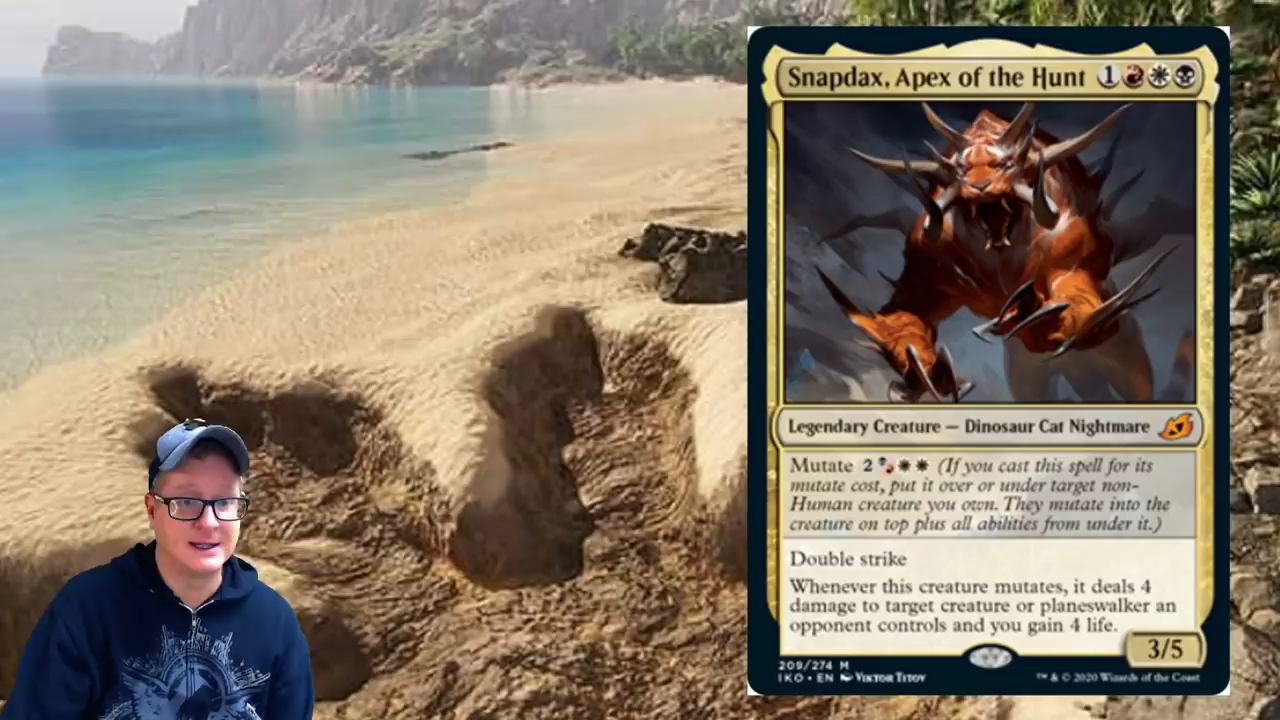 Snapdax, Apex of the Hunt 1
Legendary Creature — Dinosaur Cat Nightmare
Mutate 2 (If you cast this spell for its
mutate cost, put it over or under target non-
Human creature you own. They mutate into the
creature on top plus all abilities from under it.)
Double strike
Whenever this creature mutates, it deals 4
damage to target creature or planeswalker an
opponent controls and you gain 4 life.
3/5
209/274 M
IKO • EN Viktor Titov
™ & © 2020 Wizards of the Coast